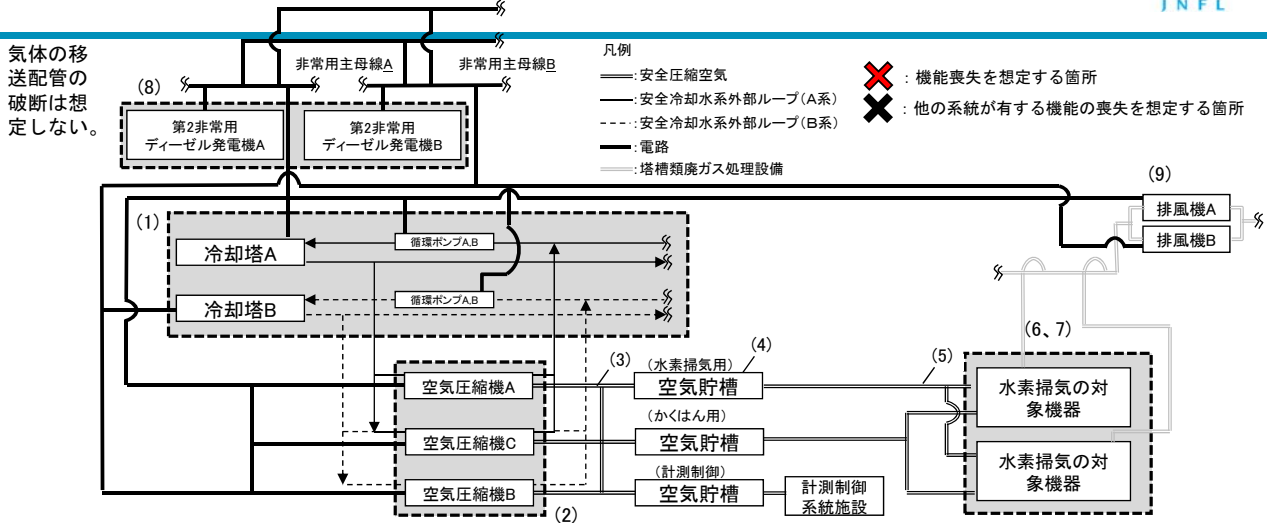 JNFL
気体の移
送配管の
破断は想
定しない。
非常用主母線A
非常用主母線B
(8)
第2非常用
ディーゼル発電機A
第2非常用
ディーゼル発電機B
凡例
:安全圧縮空気
:安全冷却水系外部ループ(A系)
:安全冷却水系外部ループ(B系)
:電路
:塔槽類廃ガス処理設備
:機能喪失を想定する箇所
:他の系統が有する機能の喪失を想定する箇所
(9)
排風機A
排風機B
(1)
冷却塔A
循環ポンプA,B
冷却塔B
循環ポンプA,B
(6、7)
(3)
(水素掃気用)
(4)
(5)
空気圧縮機A
空気貯槽
水素掃気の対
象機器
(かくはん用)
空気圧縮機C
空気貯槽
水素掃気の対
象機器
(計測制御)
空気圧縮機B
空気貯槽
計測制御
系統施設
(2)